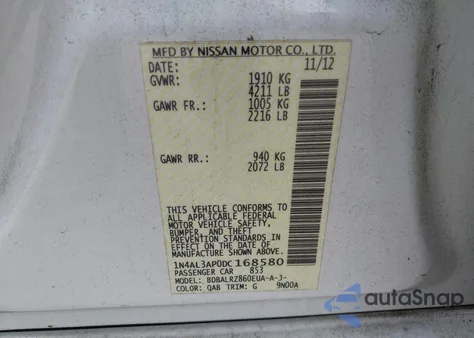 MFD BY NISSAN MOTOR CO., LTD.
DATE: 11/12
GVWR: 1910 KG
4211 LB
GAWR FR.: 1005 KG
2216 LB
GAWR RR.: 940 KG
2072 LB
THIS VEHICLE CONFORMS TO
ALL APPLICABLE FEDERAL
MOTOR VEHICLE SAFETY,
BUMPER, AND THEFT
PREVENTION STANDARDS IN
EFFECT ON THE DATE OF
MANUFACTURE SHOWN ABOVE.
1N4AL3AP0DC168580
PASSENGER CAR 853
MODEL: BDBALRZ860EUA-A-J-
COLOR: QAB TRIM: G 9N00A
autoSnap